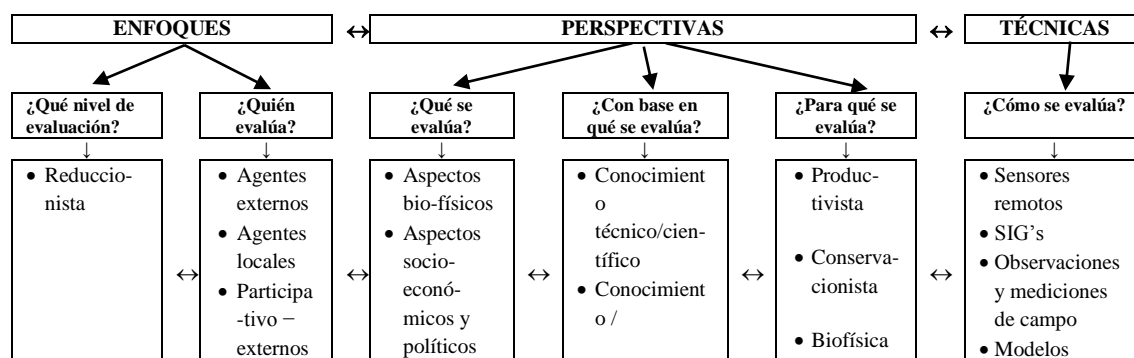 ENFOQUES ↔ PERSPECTIVAS ↔ TÉCNICAS
¿Qué nivel de
evaluación?
¿Quién
evalúa?
¿Qué se
evalúa?
¿Con base en
qué se evalúa?
¿Para qué se
evalúa?
¿Cómo se evalúa?
• Reduccio-
nista
• Agentes
externos
• Agentes
locales
• Participa
-tivo –
externos
• Aspectos
bio-físicos
• Aspectos
socio-
econó-
micos y
políticos
• Conocimient
o
técnico/cien-
tífico
• Conocimient
o /
• Produc-
tivista
• Conserva-
cionista
• Biofísica
• Sensores
remotos
• SIG’s
• Observaciones
y mediciones
de campo
• Modelos